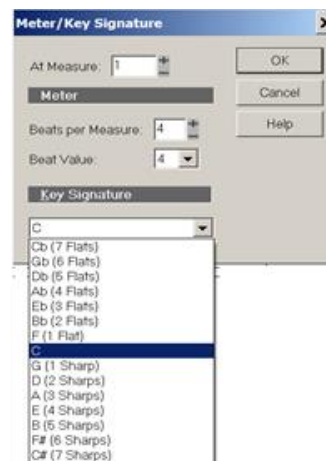 Meter/Key Signature
At Measure: 1
OK
Meter
Cancel
Beats per Measure: 4
Help
Beat Value: 4
Key Signature
C
Cb (7 Flats)
Gb (6 Flats)
Db (5 Flats)
Ab (4 Flats)
Eb (3 Flats)
Bb (2 Flats)
F (1 Flat)
C
G (1 Sharp)
D (2 Sharps)
A (3 Sharps)
E (4 Sharps)
B (5 Sharps)
F# (6 Sharps)
C# (7 Sharps)